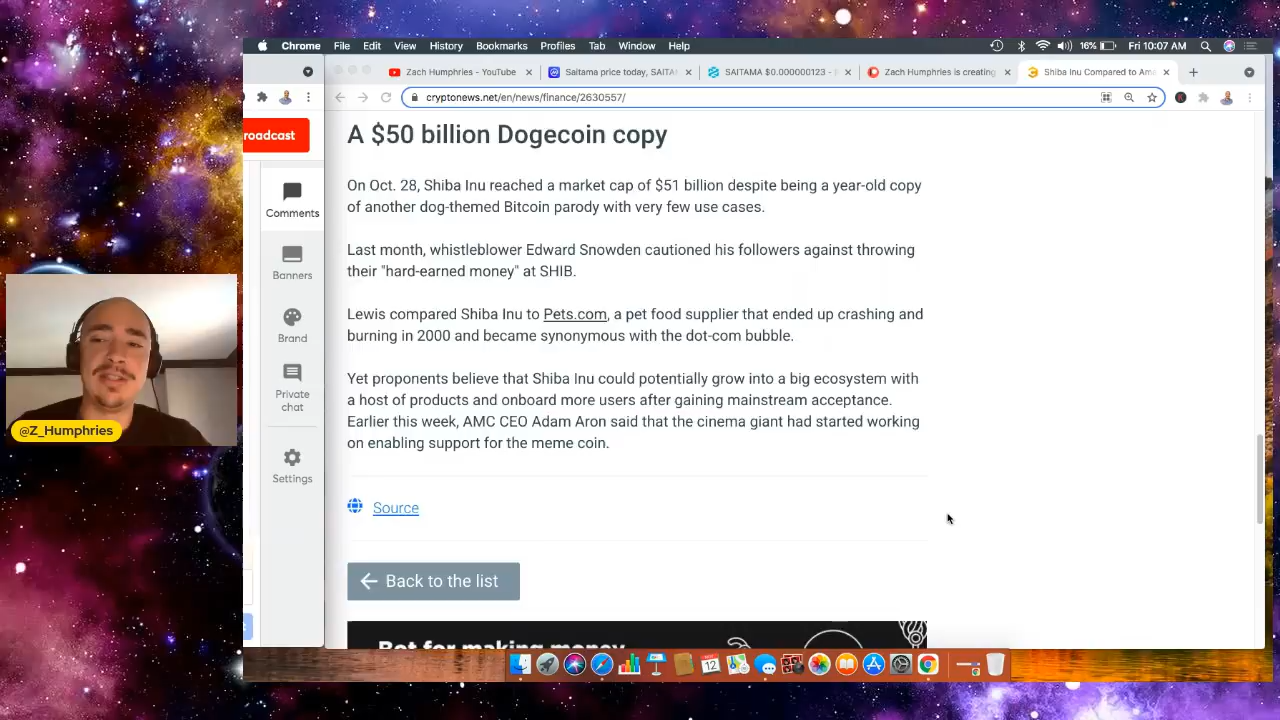 Chrome File Edit View History Bookmarks Profiles Tab Window Help 16% Fri 10:07 AM
Zach Humphries - YouTube
Saitama price today, SAITA
SAITAMA $0.000000123 -
Zach Humphries is creating
Shiba Inu Compared to Am
cryptonews.net/en/news/finance/2630557/
roadcast
Comments
Banners
Brand
Private
chat
Settings
A $50 billion Dogecoin copy
On Oct. 28, Shiba Inu reached a market cap of $51 billion despite being a year-old copy
of another dog-themed Bitcoin parody with very few use cases.
Last month, whistleblower Edward Snowden cautioned his followers against throwing
their "hard-earned money" at SHIB.
Lewis compared Shiba Inu to Pets.com, a pet food supplier that ended up crashing and
burning in 2000 and became synonymous with the dot-com bubble.
Yet proponents believe that Shiba Inu could potentially grow into a big ecosystem with
a host of products and onboard more users after gaining mainstream acceptance.
Earlier this week, AMC CEO Adam Aron said that the cinema giant had started working
on enabling support for the meme coin.
Source
Back to the list
Bot for making money
@Z_Humphries
12